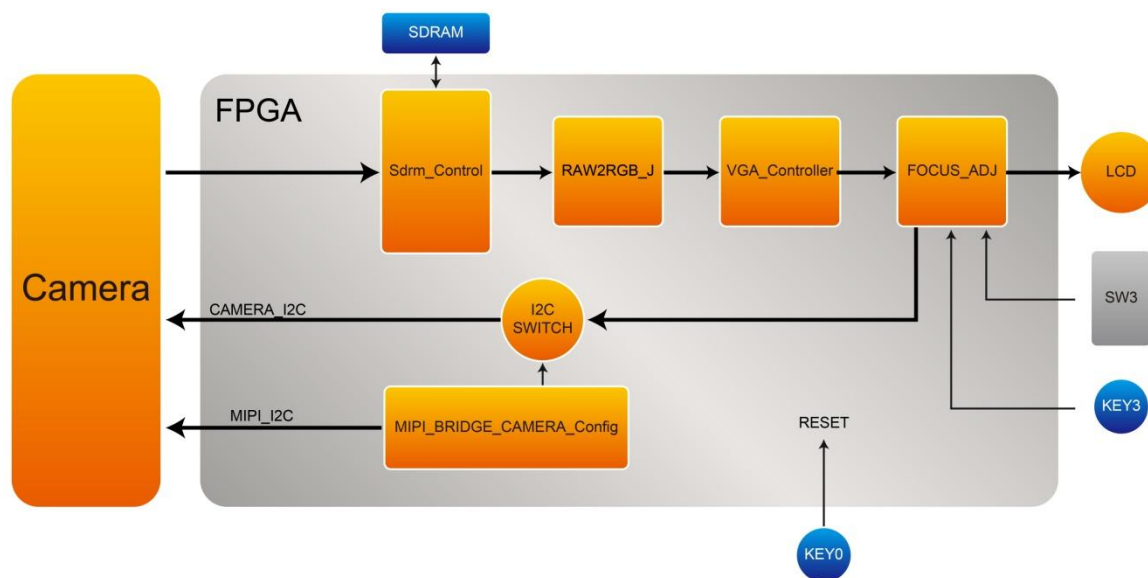 SDRAM
FPGA
Sdrm_Control
RAW2RGB_J
VGA_Controller
FOCUS_ADJ
LCD
Camera
CAMERA_I2C
I2C
SWITCH
SW3
MIPI_I2C
MIPI_BRIDGE_CAMERA_Config
RESET
KEY3
KEY0